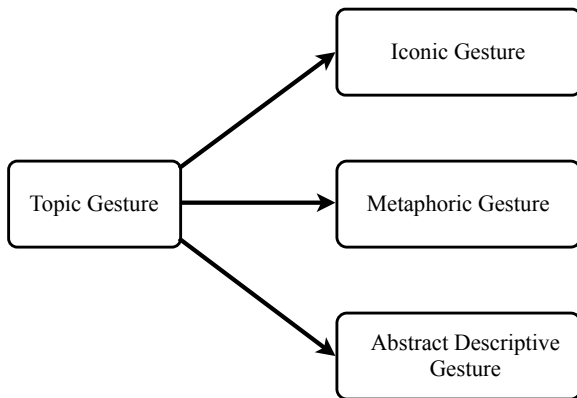 Iconic Gesture
Topic Gesture
Metaphoric Gesture
Abstract Descriptive
Gesture